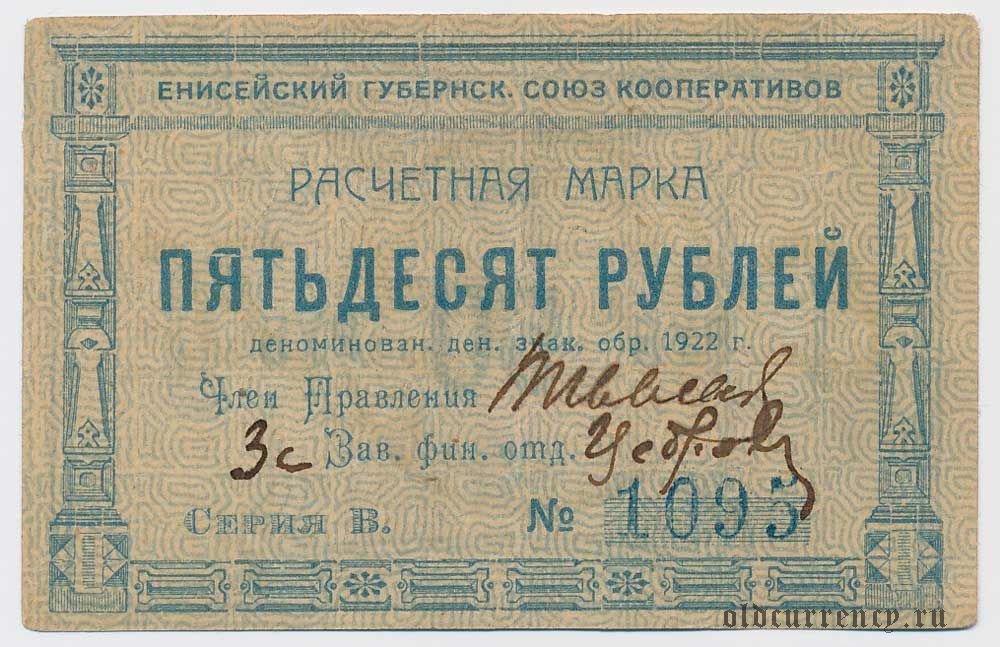 ЕНИСЕЙСКИЙ ГУБЕРНСК. СОЮЗ КООПЕРАТИВОВ
РАСЧЕТНАЯ МАРКА
ПЯТЬДЕСЯТ РУБЛЕЙ
деноминован. ден. знак. обр. 1922 г.
Член Правления
Зс Зав. фин. отд.
Серия В. № 1095
oldcurrency.ru